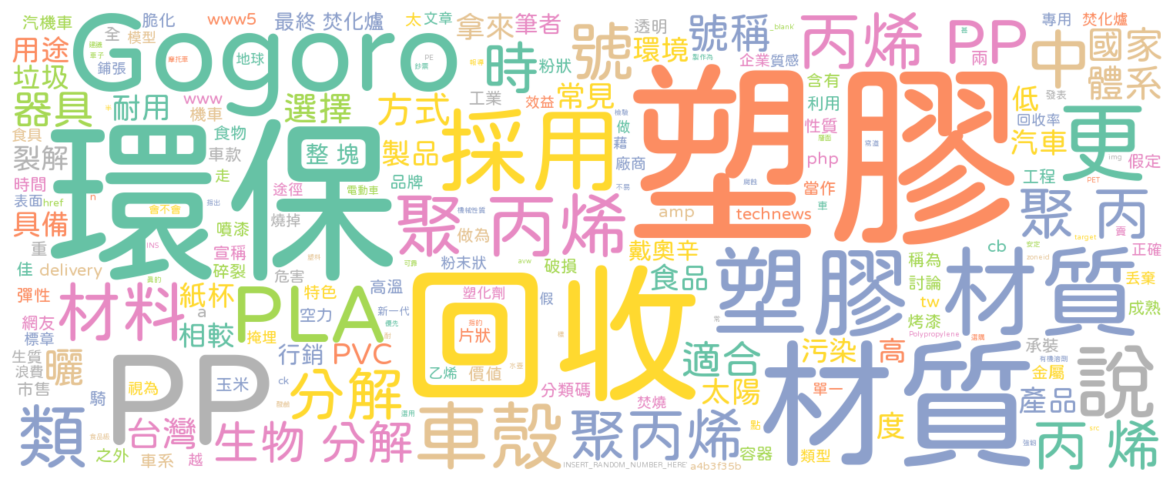 汽機車 脆化 www5 最終 焚化爐 太 文章 拿來 筆者 透明 號稱 丙烯 PP 專用 焚化爐
用途 全 模型 Gogoro 時 粉狀 號 環境 企業 質感 兩 中 國家
垃圾 鋪張 地球 工業 效益 常見 塑膠 含有 發表 體系
器具 耐用 www 機車 選擇 方式 採用 利用 低 回收率 更
食具 環保 食物 整 塊 製品 做 性質 汽車
裂解 車款 走 品牌 藉 廠商 php 工程 假定
時間 表面 href n 途徑 電動車 聚 丙烯 當作 車 聚 丙
具備 會不會 噴漆 燒掉 做為 amp technews 賣
重 INS 宣稱 戴奧辛 cb 正確
佳 delivery 碎裂 危害 粉末狀 破損 食品 塑膠 稱為 材質 丟棄
彈性 材料 紙杯 特色 高溫 塑化劑 假 回收 討論 tw
網友 標章 a PLA 空力 新一代 片狀 烤漆 成熟
相較 掩埋 Polypropylene
生質 浪費 曬 行銷 PVC 乙烯 價值 適合 污染 高 承裝
市售 PP 視為 玉米 ck 分解 分類碼 太陽 材質 單一 金屬 說
類 騎 台灣 車殼 焚燒 點 度 產品
之外 車系 越 生物 分解 聚丙烯 容器 類型 丙 烯
INSERT_RANDOM_NUMBER_HERE a4b3f35b